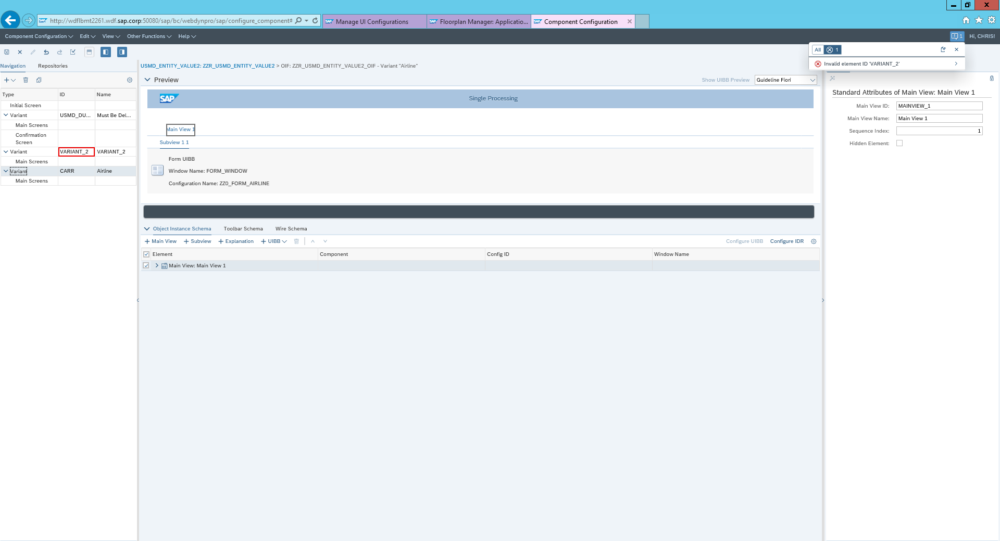 http://wdflbmt2261.wdf.sap.corp:50080/sap/bc/webdynpro/sap/configure_component#
Manage UI Configurations
Floorplan Manager: Applicatio...
Component Configuration
Component Configuration Edit View Other Functions Help
1 Hi, CHRIS!
All 1
Invalid element ID 'VARIANT_2'
Navigation Repositories
USMD_ENTITY_VALUE2: ZZR_USMD_ENTITY_VALUE2 > OIF: ZZR_USMD_ENTITY_VALUE2_OIF - Variant "Airline"
Type ID Name
Initial Screen
Variant USMD_DU... Must Be Del...
Main Screens
Confirmation
Screen
Variant VARIANT_2 VARIANT_2
Main Screens
Variant CARR Airline
Main Screens
Preview
Show UIBB Preview Guideline Fiori
SAP Single Processing
Main View 1
Subview 1 1
Form UIBB
Window Name: FORM_WINDOW
Configuration Name: ZZ0_FORM_AIRLINE
Object Instance Schema Toolbar Schema Wire Schema
Main View Subview Explanation UIBB
Configure UIBB Configure IDR
Element Component Config ID Window Name
Main View: Main View 1
Standard Attributes of Main View: Main View 1
Main View ID: MAINVIEW_1
Main View Name: Main View 1
Sequence Index: 1
Hidden Element: